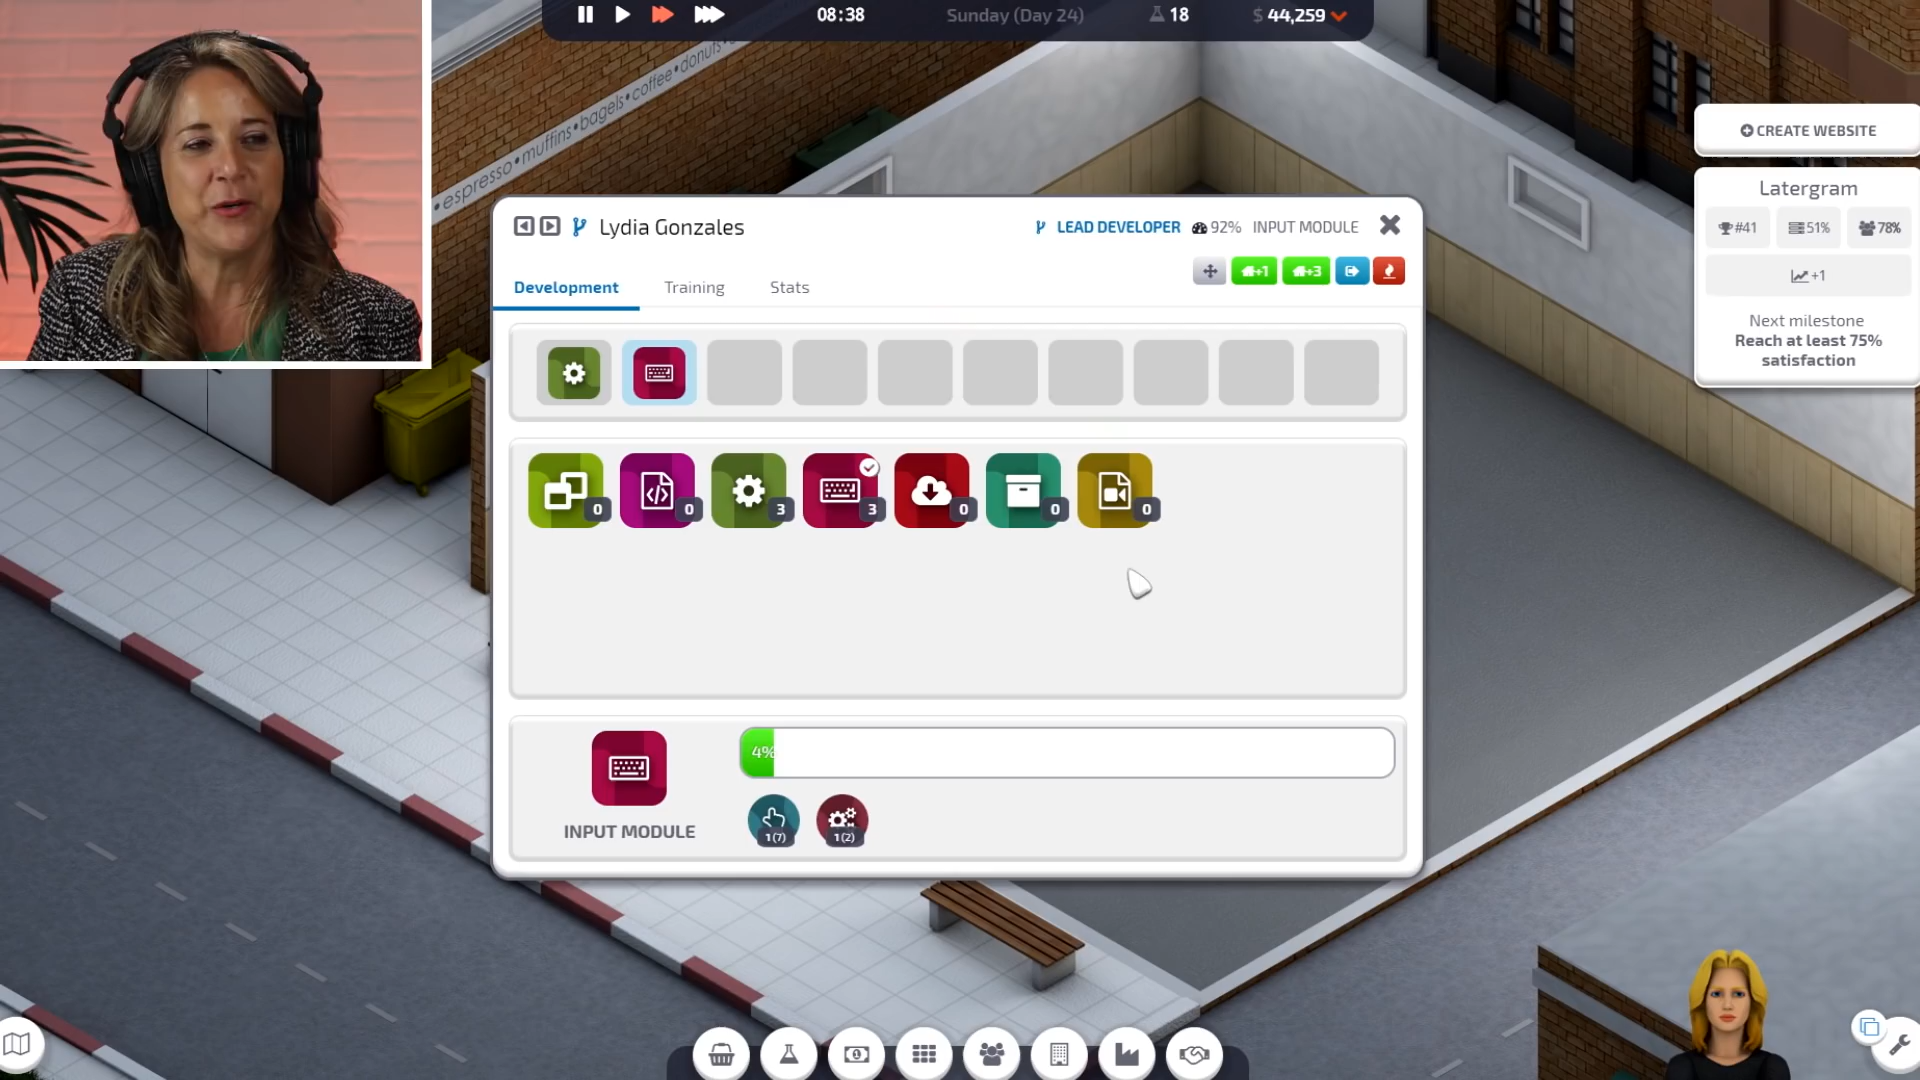 08:38
Sunday (Day 24)
18
$ 44,259
espresso•muffins•bagels•coffee•donuts
CREATE WEBSITE
Latergram
#41
51%
78%
+1
Next milestone
Reach at least 75%
satisfaction
Lydia Gonzales
LEAD DEVELOPER
92%
INPUT MODULE
+1
+3
Development
Training
Stats
0
0
3
3
0
0
0
4%
INPUT MODULE
1(7)
1(2)